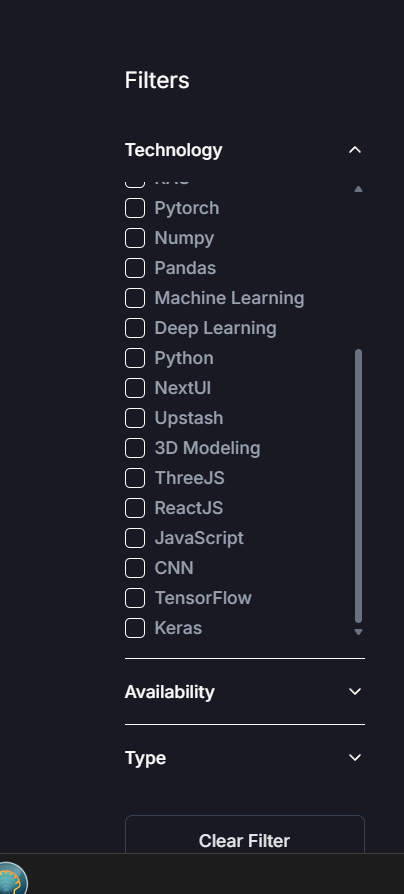 Filters
Technology
Pytorch
Numpy
Pandas
Machine Learning
Deep Learning
Python
NextUI
Upstash
3D Modeling
ThreeJS
ReactJS
JavaScript
CNN
TensorFlow
Keras
Availability
Type
Clear Filter